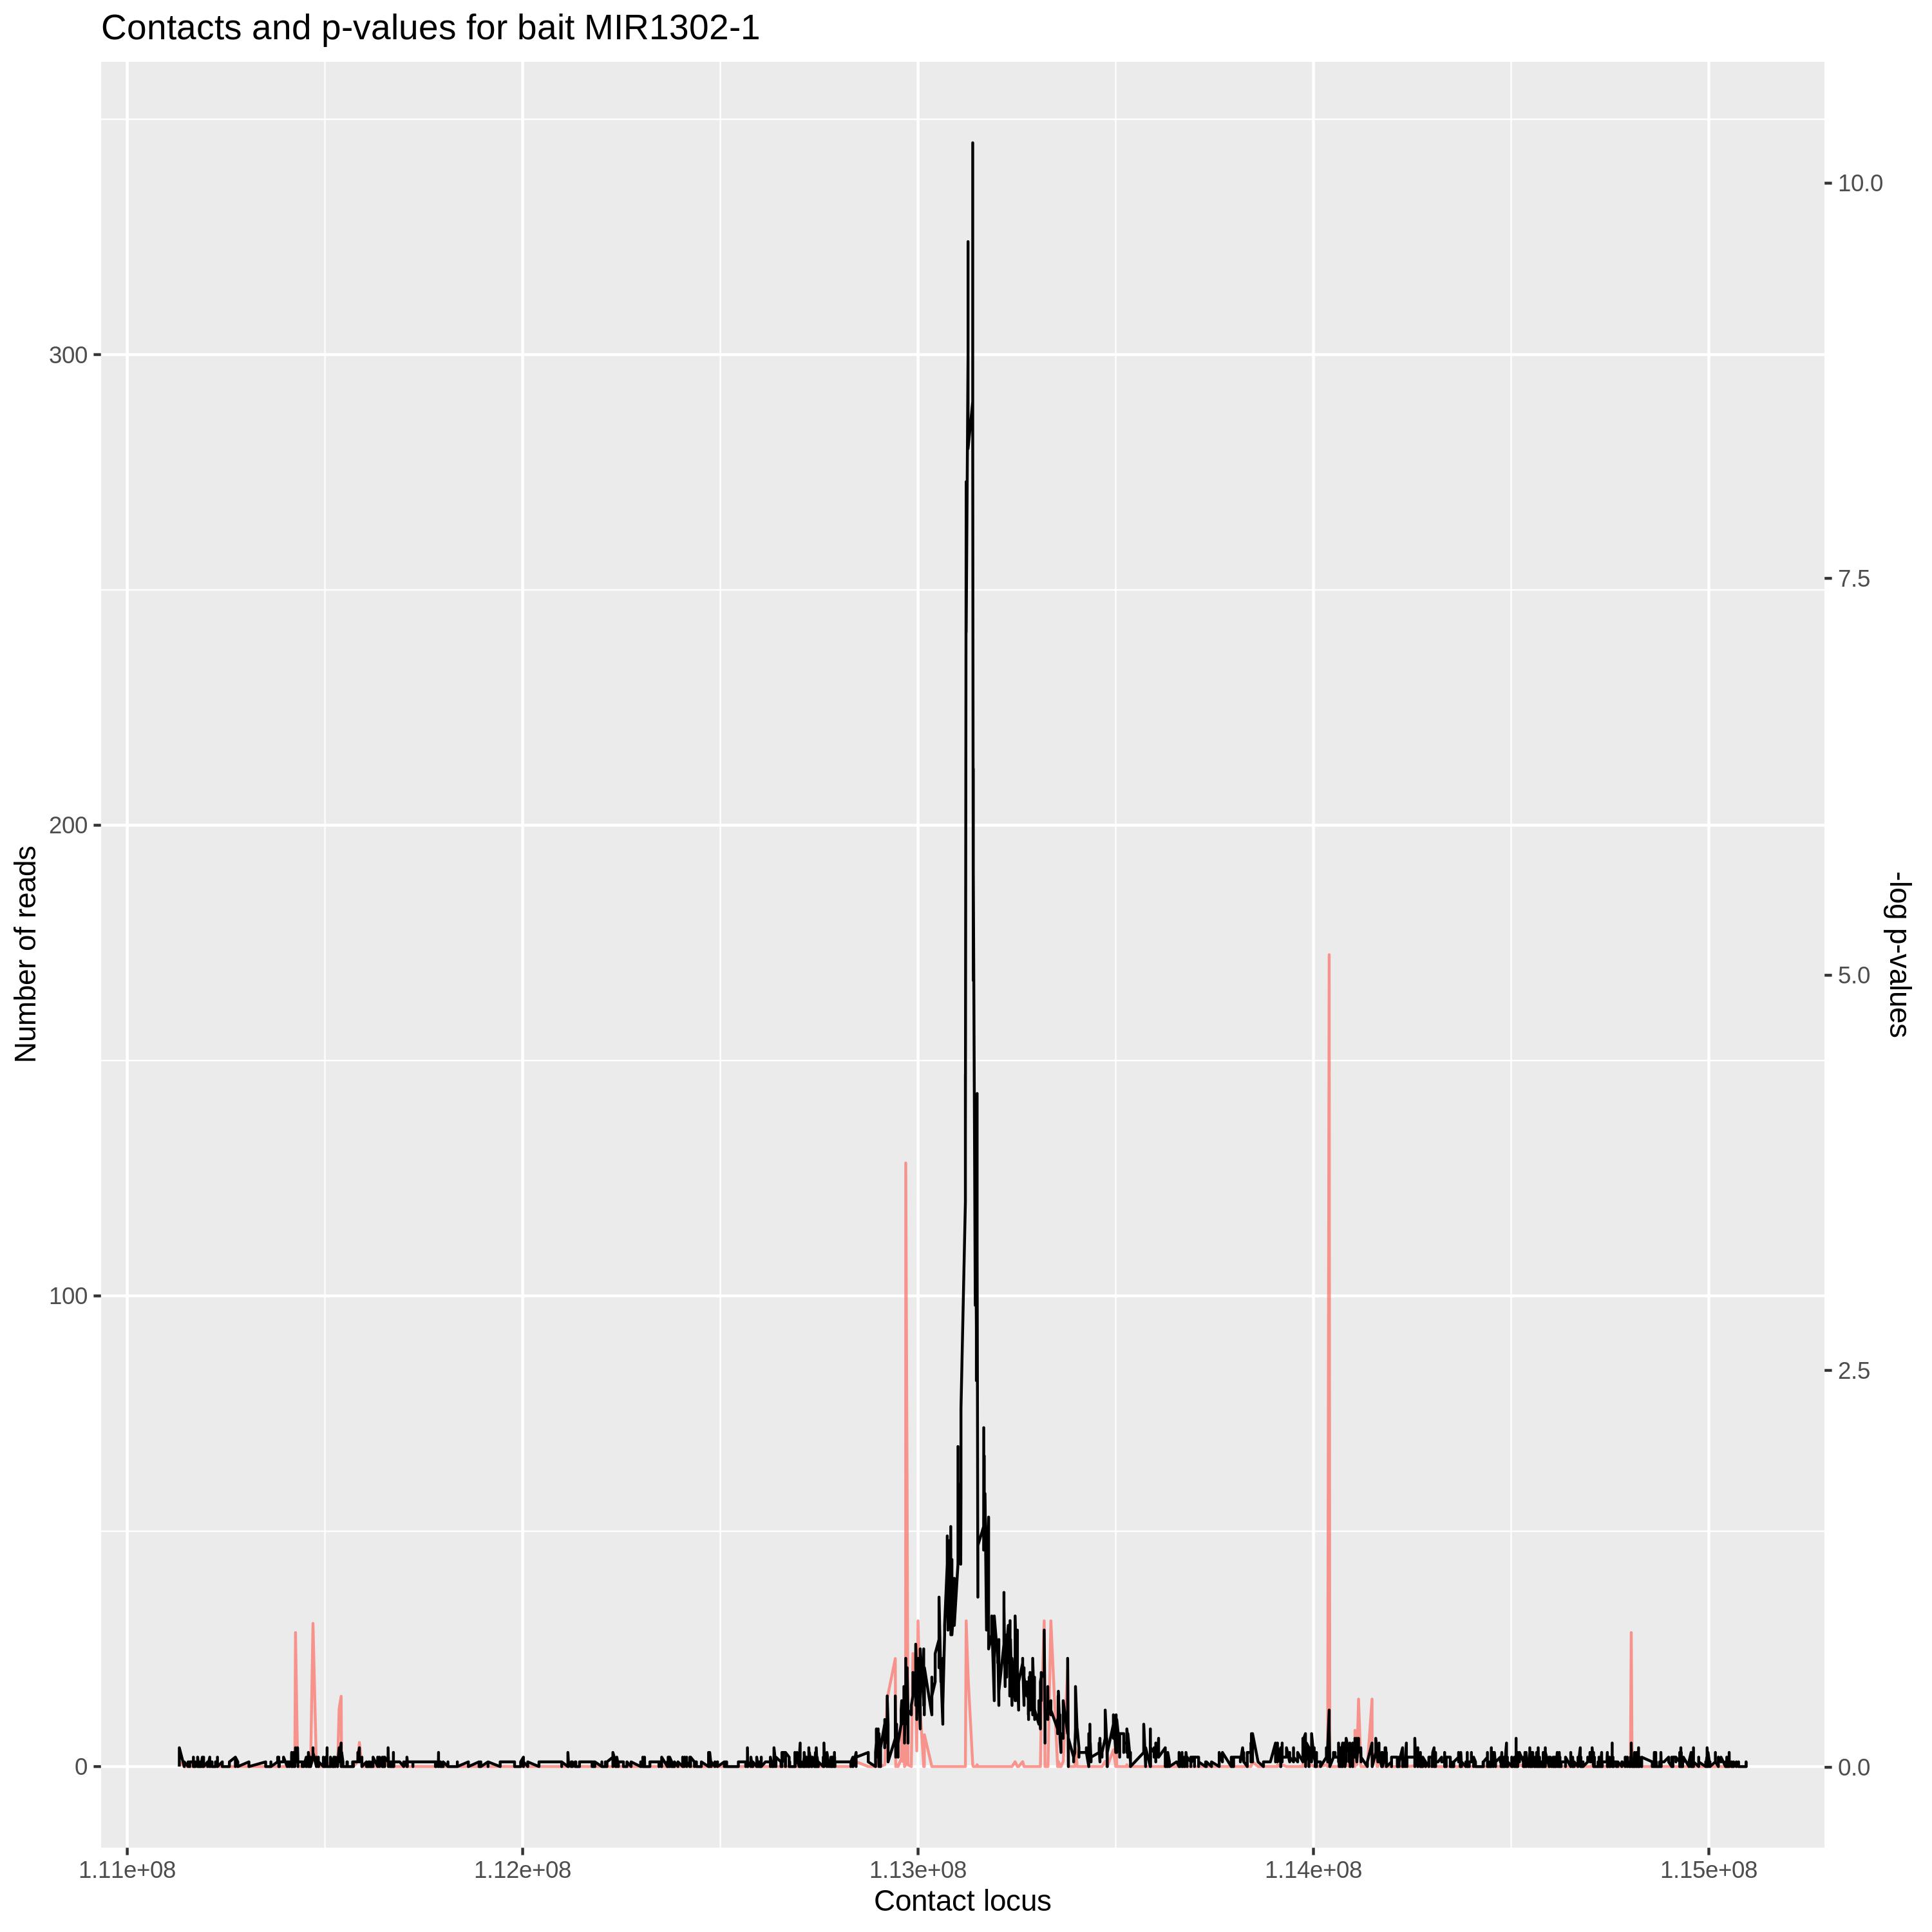 Contacts and p-values for bait MIR1302-1
300
200
100
0
Number of reads
10.0
7.5
5.0
2.5
0.0
-log p-values
1.11e+08
1.12e+08
1.13e+08
1.14e+08
1.15e+08
Contact locus